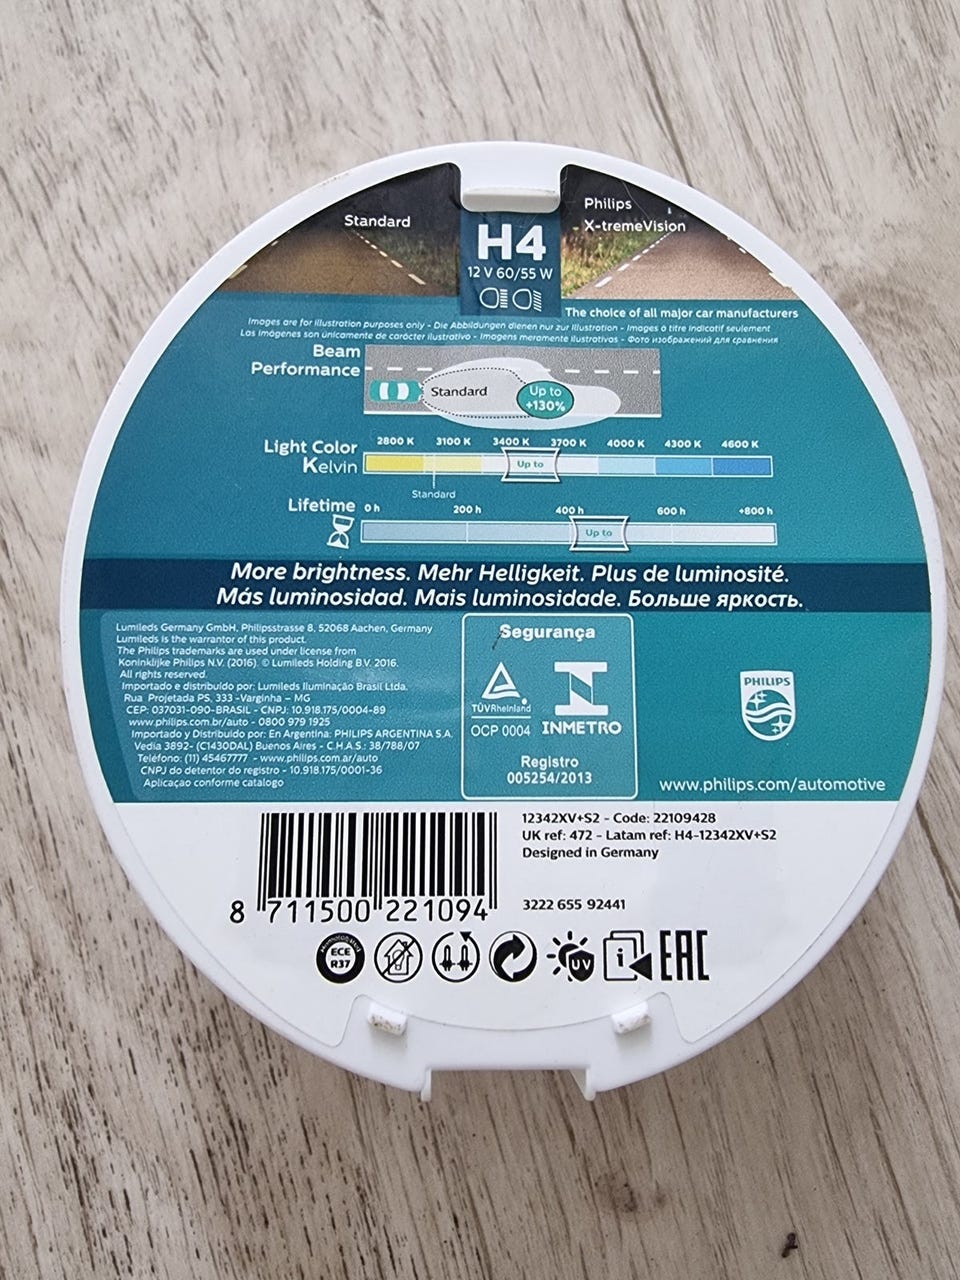 Standard
H4
12 V 60/55 W
Philips
X-tremeVision
The choice of all major car manufacturers
Images are for illustration purposes only - Die Abbildungen dienen nur zur Illustration - Images à titre indicatif seulement
Las imágenes son únicamente de carácter ilustrativo - Imagens meramente ilustrativas - Фото изображений для сравнения
Beam
Performance
Standard
Up to
+130%
Light Color
Kelvin
2800 K 3100 K 3400 K 3700 K 4000 K 4300 K 4600 K
Up to
Standard
Lifetime
0 h 200 h 400 h 600 h +800 h
Up to
More brightness. Mehr Helligkeit. Plus de luminosité.
Más luminosidad. Mais luminosidade. Больше яркость.
Lumileds Germany GmbH, Philipsstrasse 8, 52068 Aachen, Germany
Lumileds is the warrantor of this product.
The Philips trademarks are used under license from
Koninklijke Philips N.V. (2016). © Lumileds Holding B.V. 2016.
All rights reserved.
Importado e distribuido por: Lumileds Iluminação Brasil Ltda.
Rua Projetada PS, 333 -Varginha – MG
CEP: 037031-090-BRASIL - CNPJ: 10.918.175/0004-89
www.philips.com.br/auto - 0800 979 1925
Importado y Distribuido por: En Argentina: PHILIPS ARGENTINA S.A.
Vedia 3892- (C1430DAL) Buenos Aires - C.H.A.S.: 38/788/07
Teléfono: (11) 45467777 - www.philips.com.ar/auto
CNPJ do detentor do registro - 10.918.175/0001-36
Aplicaçao conforme catalogo
Segurança
TÜVRheinland
OCP 0004
INMETRO
Registro
005254/2013
PHILIPS
www.philips.com/automotive
12342XV+S2 - Code: 22109428
UK ref: 472 - Latam ref: H4-12342XV+S2
Designed in Germany
3222 655 92441
8 711500 221094
ECE
R37
UV
i
EAC